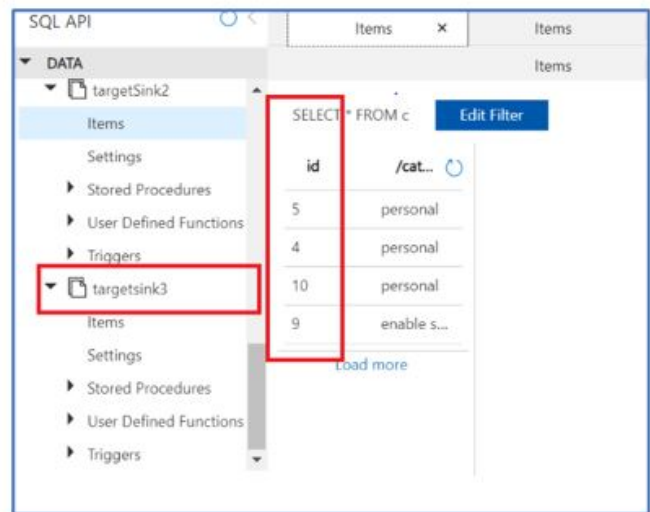 SQL API
DATA
targetSink2
Items
Settings
Stored Procedures
User Defined Functions
Triggers
targetsink3
Items
Settings
Stored Procedures
User Defined Functions
Triggers
Items Items
Items
SELECT * FROM c Edit Filter
id /cat...
5 personal
4 personal
10 personal
9 enable s...
Load more